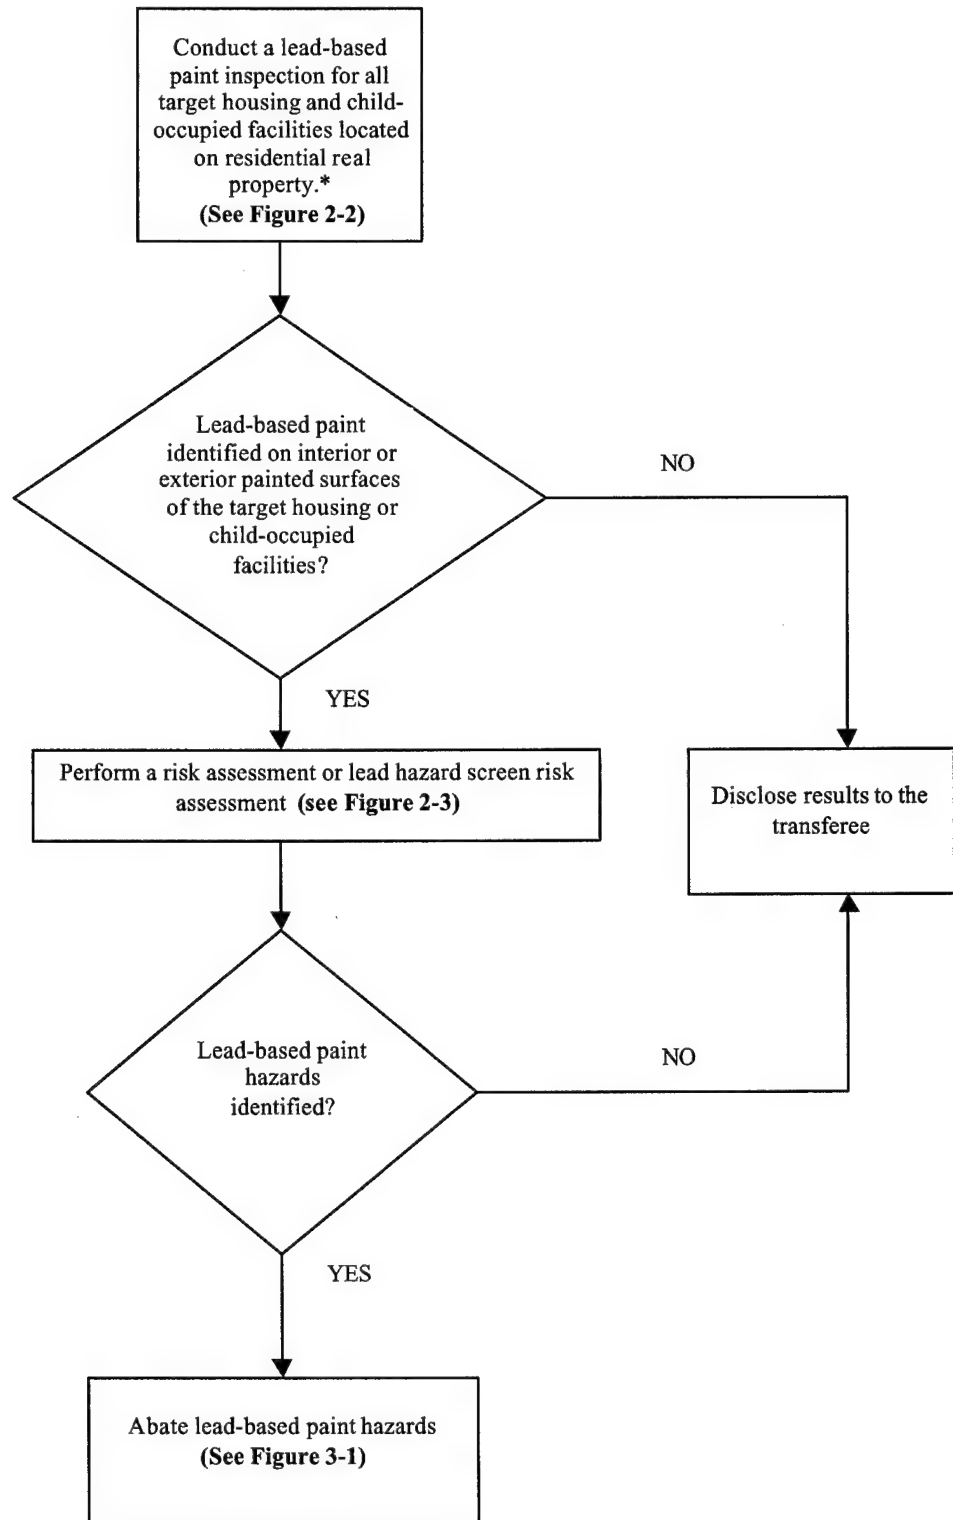 Conduct a lead-based
paint inspection for all
target housing and child-
occupied facilities located
on residential real
property.*
(See Figure 2-2)
Lead-based paint
identified on interior or
exterior painted surfaces
of the target housing or
child-occupied
facilities?
NO
YES
Perform a risk assessment or lead hazard screen risk
assessment (see Figure 2-3)
Disclose results to the
transferee
Lead-based paint
hazards
identified?
NO
YES
Abate lead-based paint hazards
(See Figure 3-1)